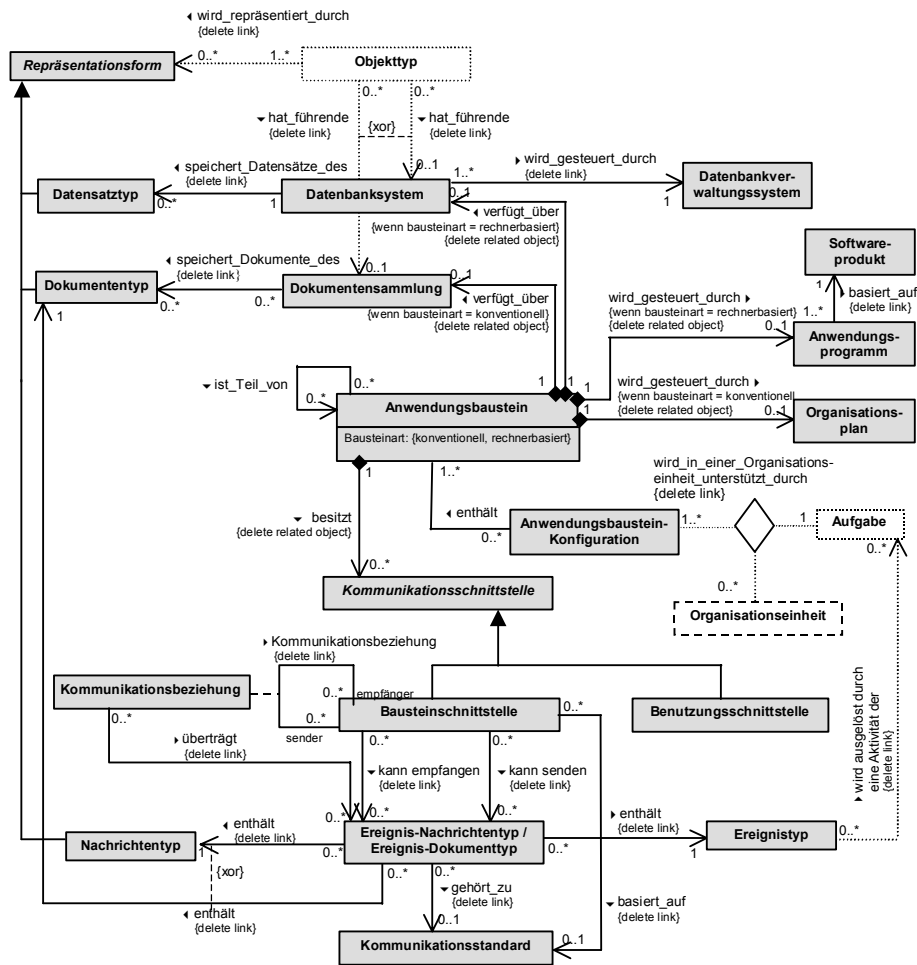 ◂ wird_repräsentiert_durch
{delete link}
Repräsentationsform
0..*
1..*
Objekttyp
0..*
0..*
▾ hat_führende
{delete link}
{xor}
▾ hat_führende
{delete link}
0..1
1..*
▸ wird_gesteuert_durch
{delete link}
1
Datenbankver-
waltungssystem
Datensatztyp
0..*
◂ speichert_Datensätze_des
{delete link}
1
Datenbanksystem
0..1
◂ verfügt_über
{wenn bausteinart = rechnerbasiert}
{delete related object}
Software-
produkt
1
▸ basiert_auf
{delete link}
1..*
Dokumententyp
1
0..*
◂ speichert_Dokumente_des
{delete link}
0..*
0..1
Dokumentensammlung
0..1
◂ verfügt_über
{wenn bausteinart = konventionell}
{delete related object}
wird_gesteuert_durch ▸
{wenn bausteinart = rechnerbasiert}
{delete related object}
0..1
Anwendungs-
programm
▾ ist_Teil_von
0..*
0..*
1
1
1
1
Anwendungsbaustein
Bausteinart: {konventionell, rechnerbasiert}
wird_gesteuert_durch ▸
{wenn bausteinart = konventionell
{delete related object}
0..1
Organisations-
plan
1
1..*
▾ besitzt
{delete related object}
0..*
◂ enthält
0..*
Anwendungsbaustein-
Konfiguration
1..*
wird_in_einer_Organisations-
einheit_unterstützt_durch
{delete link}
1
Aufgabe
0..*
0..*
Organisationseinheit
Kommunikationsschnittstelle
▸ Kommunikationsbeziehung
{delete link}
Kommunikationsbeziehung
0..*
0..*
empfänger
0..*
sender
Bausteinschnittstelle
0..*
0..*
0..*
Benutzungsschnittstelle
▸ wird ausgelöst durch
eine Aktivität der
{delete link}
▸ überträgt
{delete link}
▾ kann empfangen
{delete link}
▾ kann senden
{delete link}
0..*
0..*
0..*
Nachrichtentyp
1
◂ enthält
{delete link}
0..*
Ereignis-Nachrichtentyp /
Ereignis-Dokumenttyp
0..*
▸ enthält
{delete link}
1
Ereignistyp
0..*
{xor}
◂ enthält
{delete link}
0..*
0..*
▾ gehört_zu
{delete link}
0..1
▾ basiert_auf
{delete link}
0..1
Kommunikationsstandard